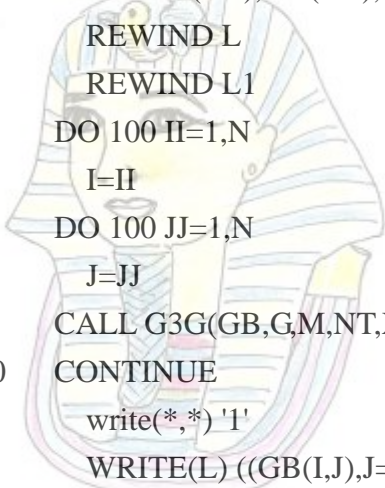 REWIND L
REWIND L1
DO 100 II=1,N
I=II
DO 100 JJ=1,N
J=JJ
CALL G3G(GB,G,M,NT,
0 CONTINUE
write(*,*) '1'
WRITE(L) ((GB(I,J),J=